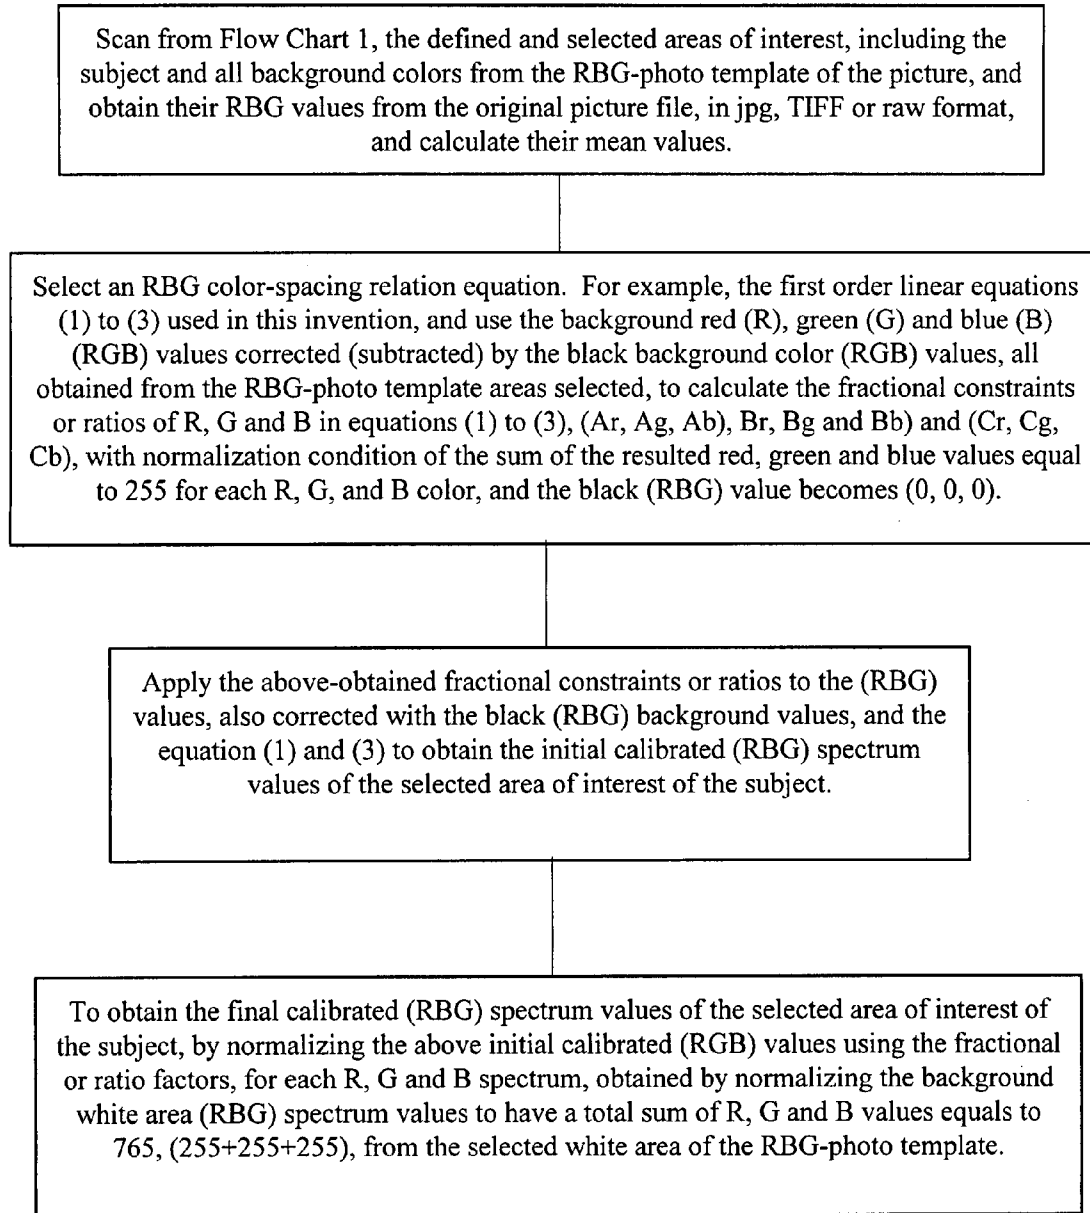 Scan from Flow Chart 1, the defined and selected areas of interest, including the
subject and all background colors from the RBG-photo template of the picture, and
obtain their RBG values from the original picture file, in jpg, TIFF or raw format,
and calculate their mean values.
Select an RBG color-spacing relation equation.  For example, the first order linear equations
(1) to (3) used in this invention, and use the background red (R), green (G) and blue (B)
(RGB) values corrected (subtracted) by the black background color (RGB) values, all
obtained from the RBG-photo template areas selected, to calculate the fractional constraints
or ratios of R, G and B in equations (1) to (3), (Ar, Ag, Ab), Br, Bg and Bb) and (Cr, Cg,
Cb), with normalization condition of the sum of the resulted red, green and blue values equal
to 255 for each R, G, and B color, and the black (RBG) value becomes (0, 0, 0).
Apply the above-obtained fractional constraints or ratios to the (RBG)
values, also corrected with the black (RBG) background values, and the
equation (1) and (3) to obtain the initial calibrated (RBG) spectrum
values of the selected area of interest of the subject.
To obtain the final calibrated (RBG) spectrum values of the selected area of interest of
the subject, by normalizing the above initial calibrated (RGB) values using the fractional
or ratio factors, for each R, G and B spectrum, obtained by normalizing the background
white area (RBG) spectrum values to have a total sum of R, G and B values equals to
765, (255+255+255), from the selected white area of the RBG-photo template.